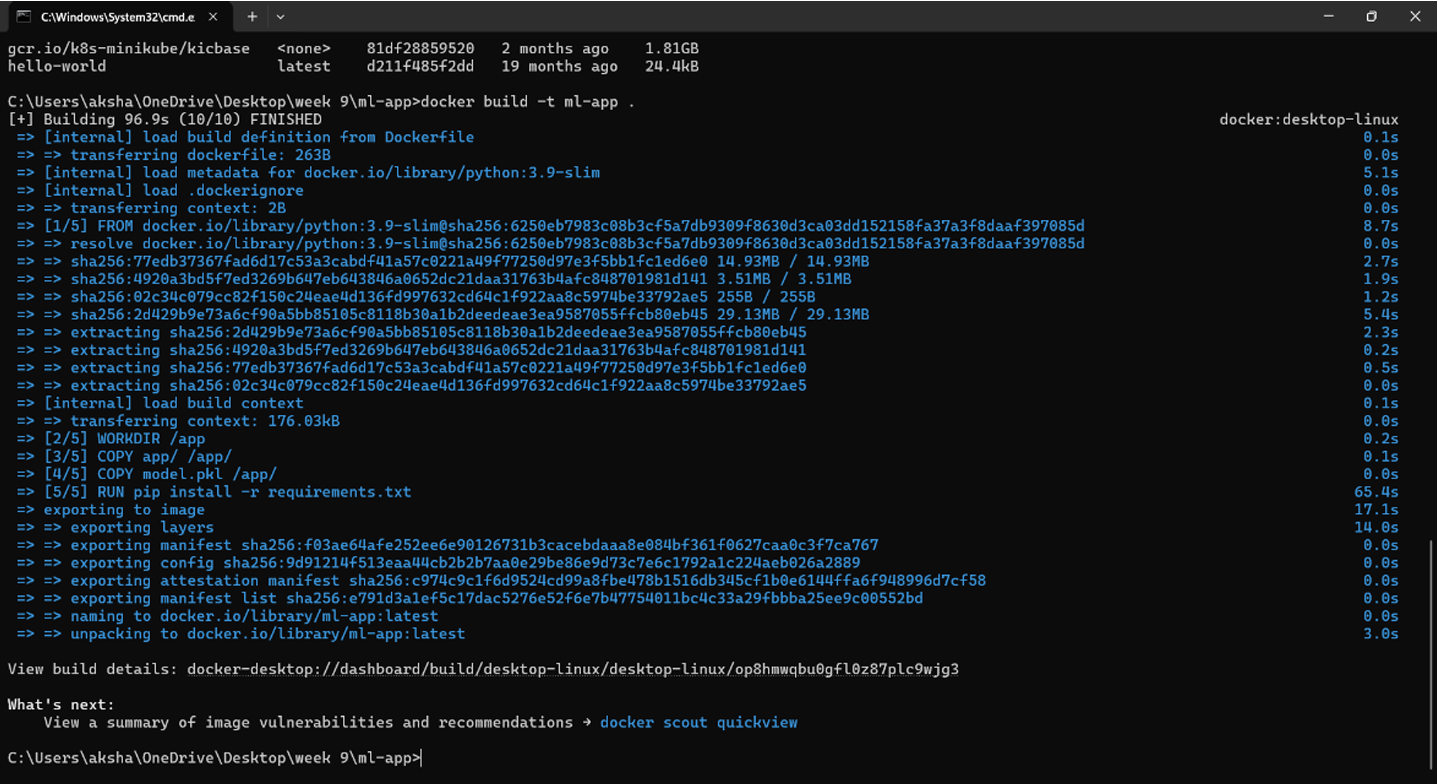 C:\Windows\System32\cmd.e
gcr.io/k8s-minikube/kicbase   <none>    81df28859520   2 months ago    1.81GB
hello-world                   latest    d211f485f2dd   19 months ago   24.4kB
C:\Users\aksha\OneDrive\Desktop\week 9\ml-app>docker build -t ml-app .
[+] Building 96.9s (10/10) FINISHED docker:desktop-linux
=> [internal] load build definition from Dockerfile 0.1s
=> => transferring dockerfile: 263B 0.0s
=> [internal] load metadata for docker.io/library/python:3.9-slim 5.1s
=> [internal] load .dockerignore 0.0s
=> => transferring context: 2B 0.0s
=> [1/5] FROM docker.io/library/python:3.9-slim@sha256:6250eb7983c08b3cf5a7db9309f8630d3ca03dd152158fa37a3f8daaf397085d 8.7s
=> => resolve docker.io/library/python:3.9-slim@sha256:6250eb7983c08b3cf5a7db9309f8630d3ca03dd152158fa37a3f8daaf397085d 0.0s
=> => sha256:77edb37367fad6d17c53a3cabdf41a57c0221a49f77250d97e3f5bb1fc1ed6e0 14.93MB / 14.93MB 2.7s
=> => sha256:4920a3bd5f7ed3269b647eb643846a0652dc21daa31763b4afc848701981d141 3.51MB / 3.51MB 1.9s
=> => sha256:02c34c079cc82f150c24eae4d136fd997632cd64c1f922aa8c5974be33792ae5 255B / 255B 1.2s
=> => sha256:2d429b9e73a6cf90a5bb85105c8118b30a1b2deedeae3ea9587055ffcb80eb45 29.13MB / 29.13MB 5.4s
=> => extracting sha256:2d429b9e73a6cf90a5bb85105c8118b30a1b2deedeae3ea9587055ffcb80eb45 2.3s
=> => extracting sha256:4920a3bd5f7ed3269b647eb643846a0652dc21daa31763b4afc848701981d141 0.2s
=> => extracting sha256:77edb37367fad6d17c53a3cabdf41a57c0221a49f77250d97e3f5bb1fc1ed6e0 0.5s
=> => extracting sha256:02c34c079cc82f150c24eae4d136fd997632cd64c1f922aa8c5974be33792ae5 0.0s
=> [internal] load build context 0.1s
=> => transferring context: 176.03kB 0.0s
=> [2/5] WORKDIR /app 0.2s
=> [3/5] COPY app/ /app/ 0.1s
=> [4/5] COPY model.pkl /app/ 0.0s
=> [5/5] RUN pip install -r requirements.txt 65.4s
=> exporting to image 17.1s
=> => exporting layers 14.0s
=> => exporting manifest sha256:f03ae64afe252ee6e90126731b3cacebdaaa8e084bf361f0627caa0c3f7ca767 0.0s
=> => exporting config sha256:9d91214f513eaa44cb2b2b7aa0e29be86e9d73c7e6c1792a1c224aeb026a2889 0.0s
=> => exporting attestation manifest sha256:c974c9c1f6d9524cd99a8fbe478b1516db345cf1b0e6144ffa6f948996d7cf58 0.0s
=> => exporting manifest list sha256:e791d3a1ef5c17dac5276e52f6e7b47754011bc4c33a29fbbba25ee9c00552bd 0.0s
=> => naming to docker.io/library/ml-app:latest 0.0s
=> => unpacking to docker.io/library/ml-app:latest 3.0s
View build details: docker-desktop://dashboard/build/desktop-linux/desktop-linux/op8hmwqbu0gfl0z87plc9wjg3
What's next:
View a summary of image vulnerabilities and recommendations → docker scout quickview
C:\Users\aksha\OneDrive\Desktop\week 9\ml-app>